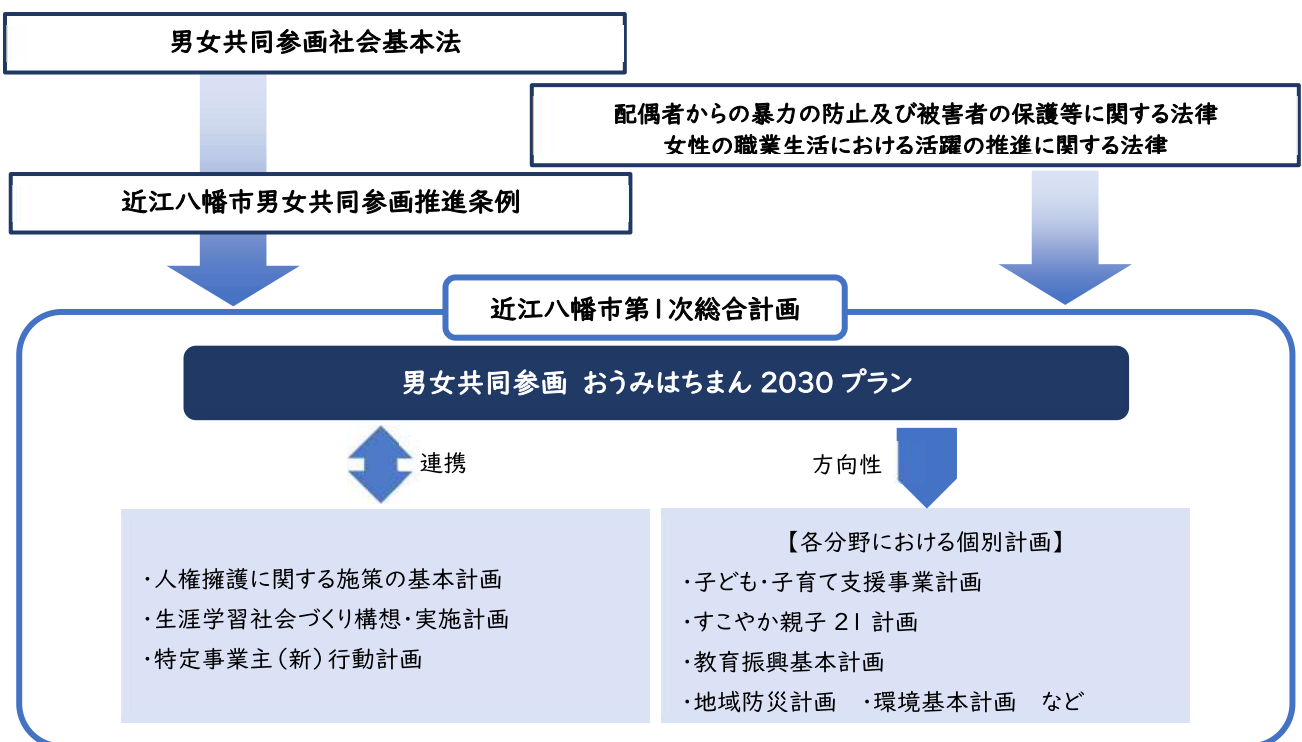 男女共同参画社会基本法
配偶者からの暴力の防止及び被害者の保護等に関する法律
女性の職業生活における活躍の推進に関する法律
近江八幡市男女共同参画推進条例
近江八幡市第1次総合計画
男女共同参画 おうみはちまん 2030 プラン
連携
方向性
・人権擁護に関する施策の基本計画
・生涯学習社会づくり構想・実施計画
・特定事業主（新）行動計画
【各分野における個別計画】
・子ども・子育て支援事業計画
・すこやか親子 21 計画
・教育振興基本計画
・地域防災計画　・環境基本計画　など